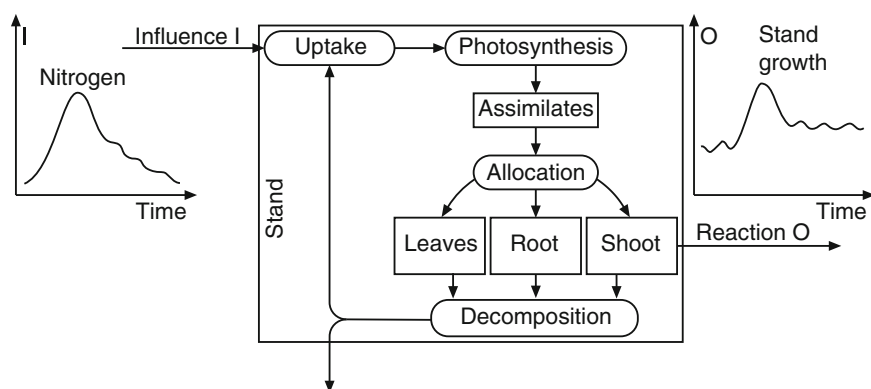 I
Nitrogen
Time
Influence I
Uptake
Photosynthesis
Assimilates
Allocation
Leaves
Root
Shoot
Decomposition
Stand
O
Stand
growth
Time
Reaction O